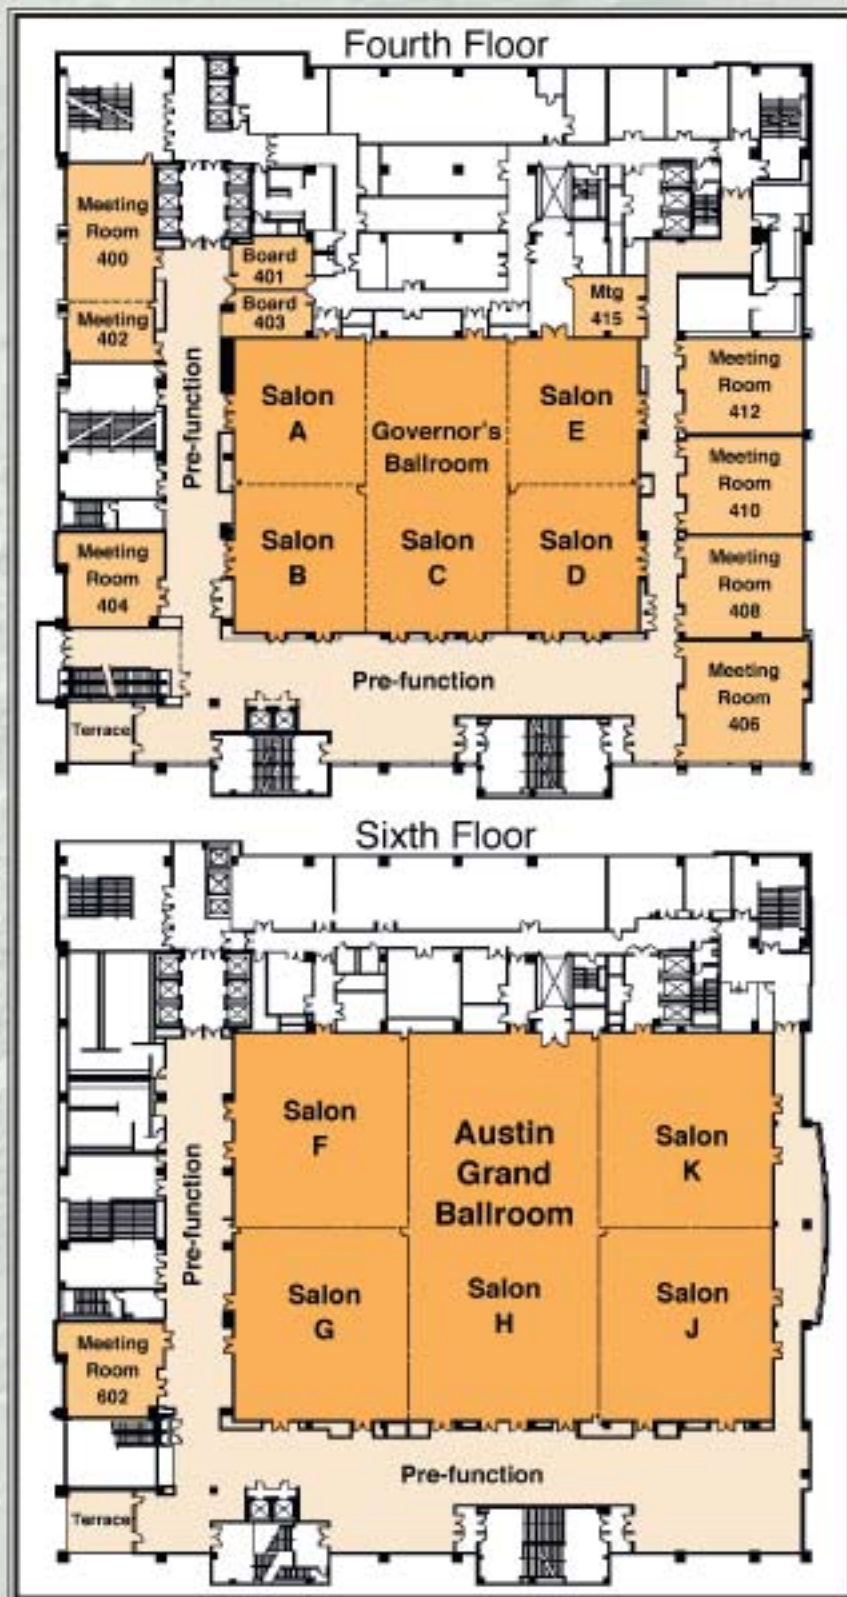 Fourth Floor
Meeting
Room
400
Meeting
402
Board
401
Board
403
Mtg
415
Pre-function
Salon
A
Governor's
Ballroom
Salon
E
Salon
B
Salon
C
Salon
D
Meeting
Room
412
Meeting
Room
410
Meeting
Room
408
Meeting
Room
406
Meeting
Room
404
Pre-function
Terrace
Sixth Floor
Pre-function
Salon
F
Austin
Grand
Ballroom
Salon
K
Salon
G
Salon
H
Salon
J
Meeting
Room
602
Pre-function
Terrace